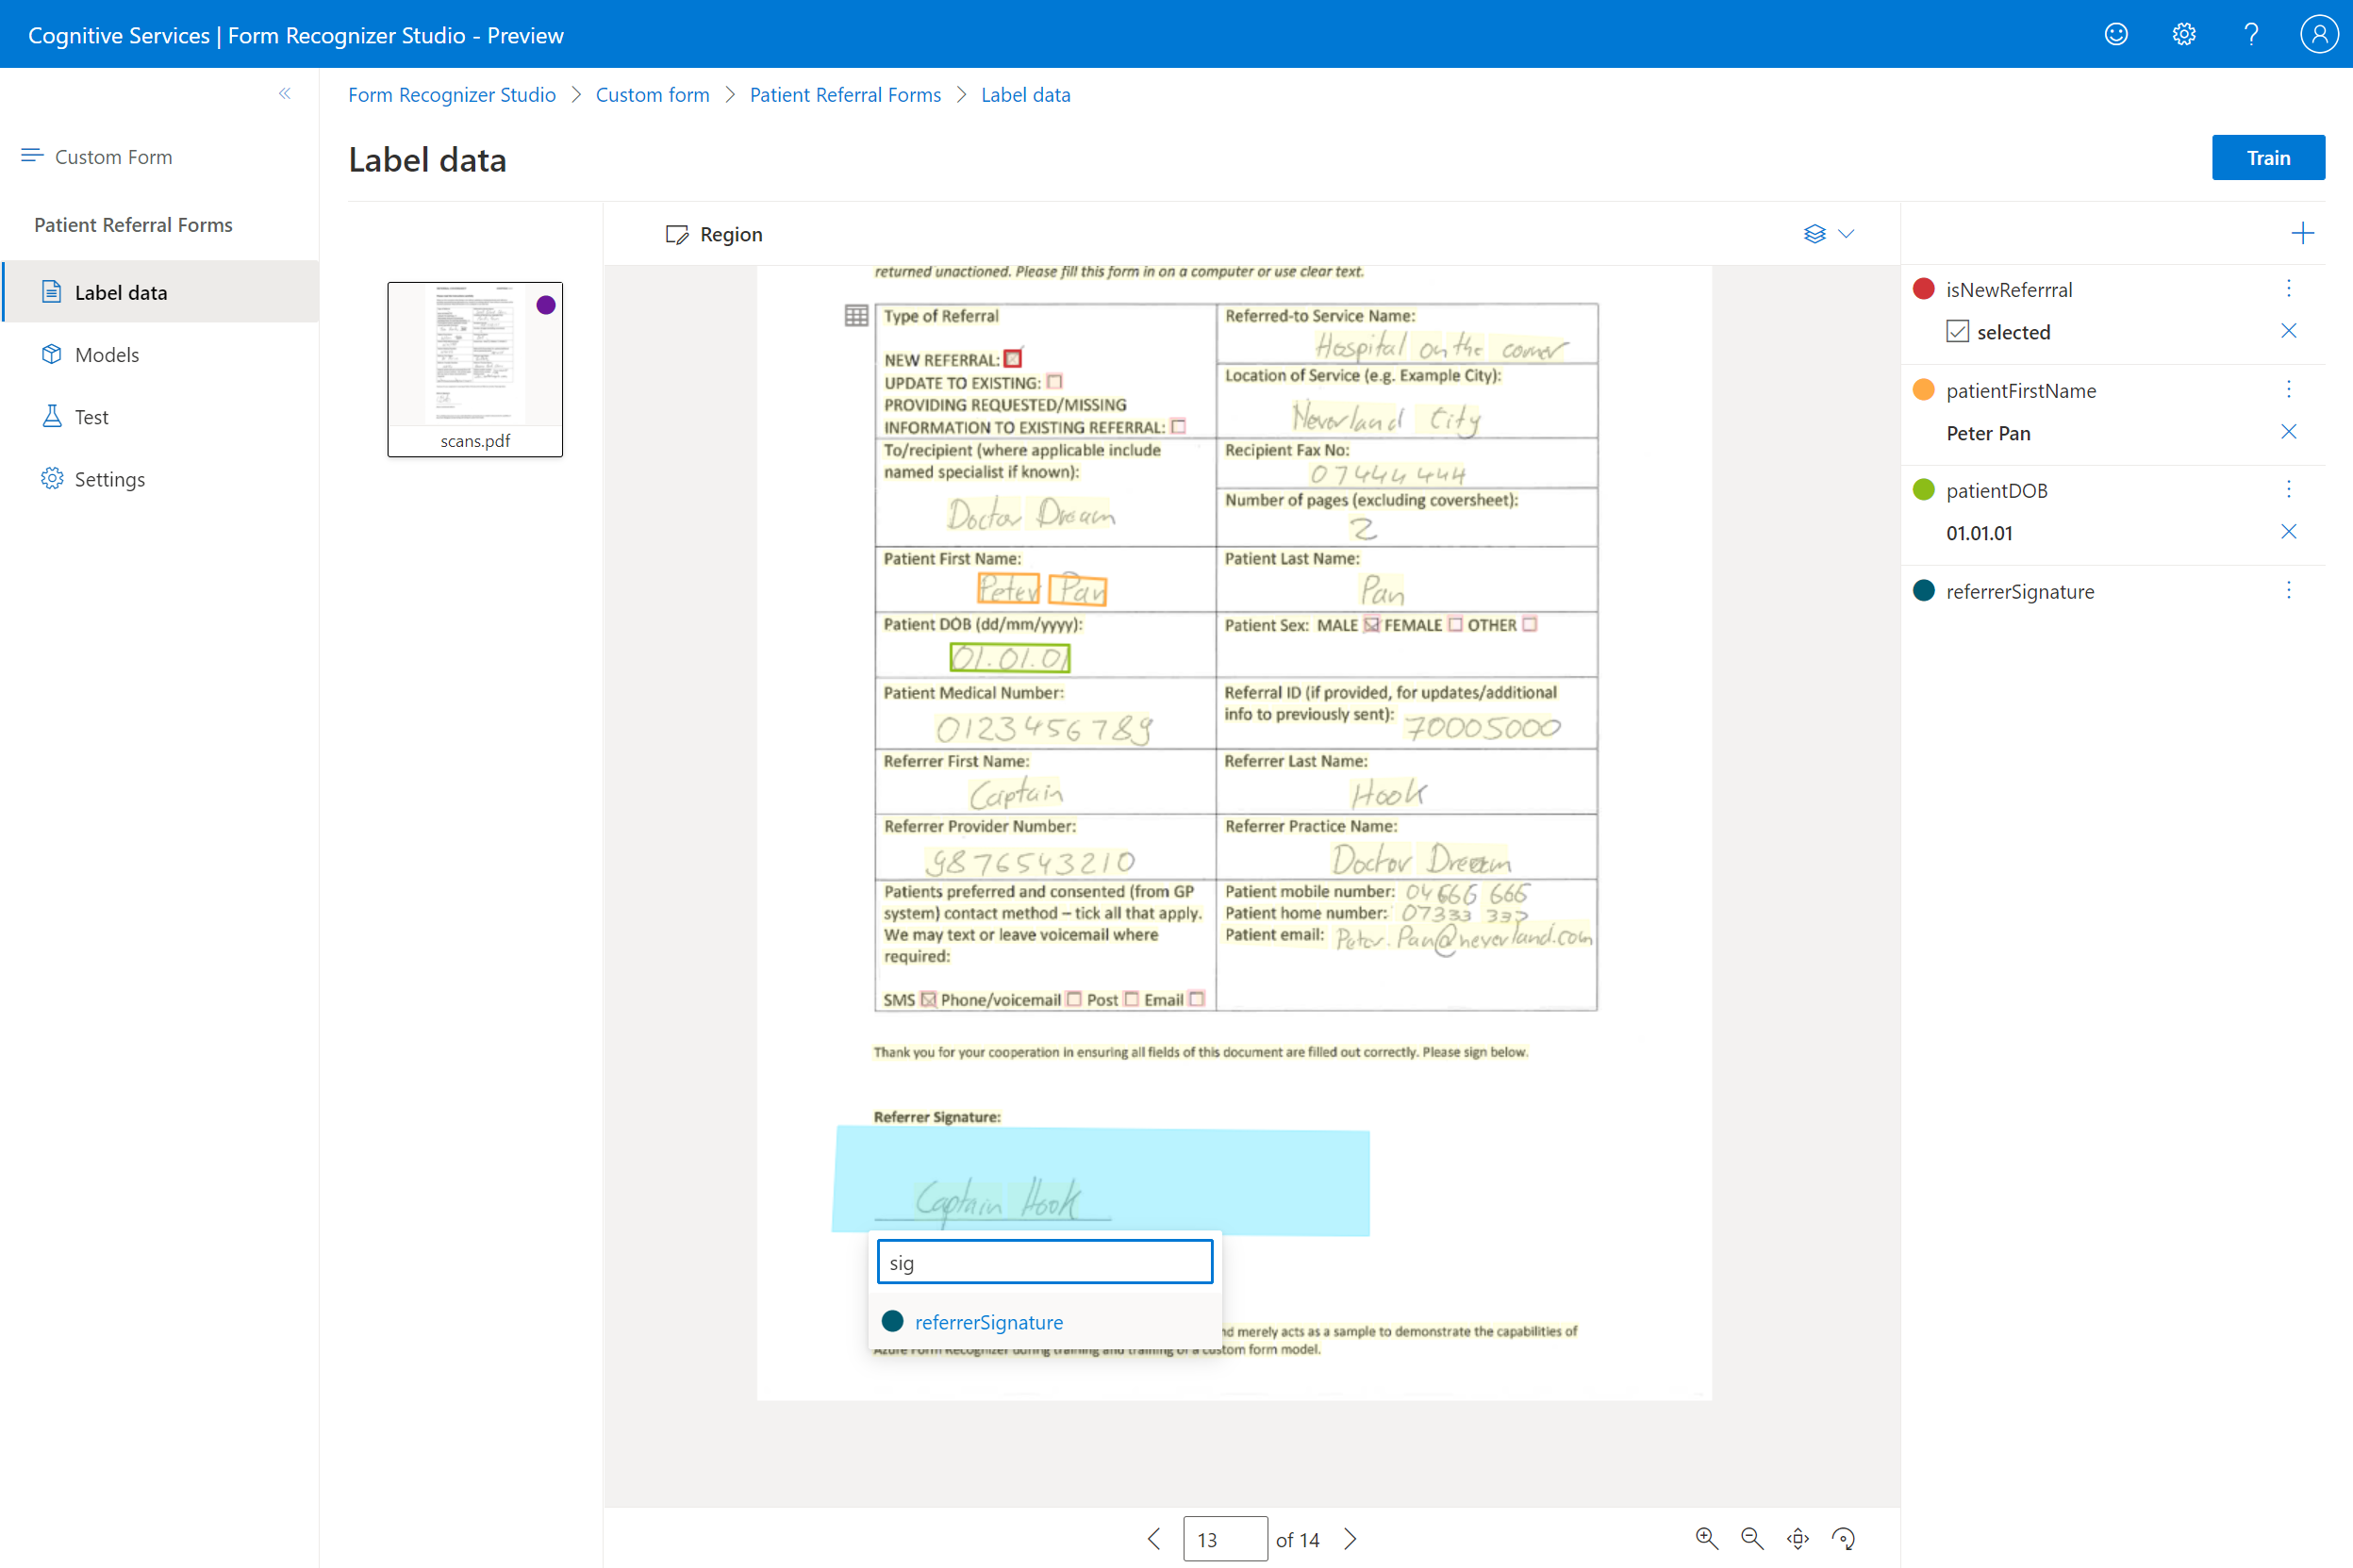 Cognitive Services | Form Recognizer Studio - Preview
Form Recognizer Studio > Custom form > Patient Referral Forms > Label data
Custom Form
Label data
Train
Patient Referral Forms
Label data
Models
Test
Settings
scans.pdf
Region
returned unactioned. Please fill this form in on a computer or use clear text.
Type of Referral
NEW REFERRAL:
UPDATE TO EXISTING:
PROVIDING REQUESTED/MISSING
INFORMATION TO EXISTING REFERRAL:
Referred-to Service Name:
Hospital on the corner
Location of Service (e.g. Example City):
Neverland City
To/recipient (where applicable include
named specialist if known):
Doctor Dream
Recipient Fax No:
07444 444
Number of pages (excluding coversheet):
2
Patient First Name:
Peter Pan
Patient Last Name:
Pan
Patient DOB (dd/mm/yyyy):
01.01.01
Patient Sex: MALE FEMALE OTHER
Patient Medical Number:
0123456789
Referral ID (if provided, for updates/additional
info to previously sent): 70005000
Referrer First Name:
Captain
Referrer Last Name:
Hook
Referrer Provider Number:
9876543210
Referrer Practice Name:
Doctor Dream
Patients preferred and consented (from GP
system) contact method – tick all that apply.
We may text or leave voicemail where
required:
SMS Phone/voicemail Post Email
Patient mobile number: 04666 666
Patient home number: 07333 333
Patient email: Peter.Pan@neverland.com
Thank you for your cooperation in ensuring all fields of this document are filled out correctly. Please sign below.
Referrer Signature:
Captain Hook
sig
referrerSignature
merely acts as a sample to demonstrate the capabilities of
Azure Form Recognizer during training and training of a custom form model.
13 of 14
isNewReferrral
selected
patientFirstName
Peter Pan
patientDOB
01.01.01
referrerSignature